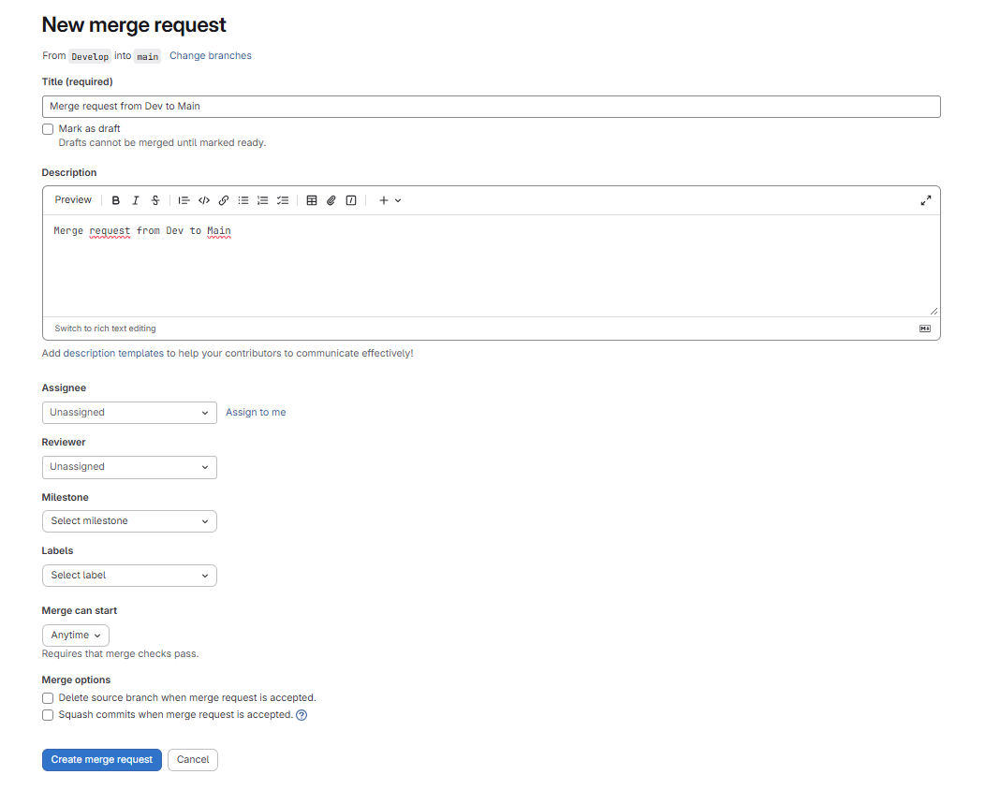 New merge request
From Develop into main Change branches
Title (required)
Merge request from Dev to Main
Mark as draft
Drafts cannot be merged until marked ready.
Description
Preview B I S
Merge request from Dev to Main
Switch to rich text editing
Add description templates to help your contributors to communicate effectively!
Assignee
Unassigned Assign to me
Reviewer
Unassigned
Milestone
Select milestone
Labels
Select label
Merge can start
Anytime
Requires that merge checks pass.
Merge options
Delete source branch when merge request is accepted.
Squash commits when merge request is accepted. ?
Create merge request Cancel